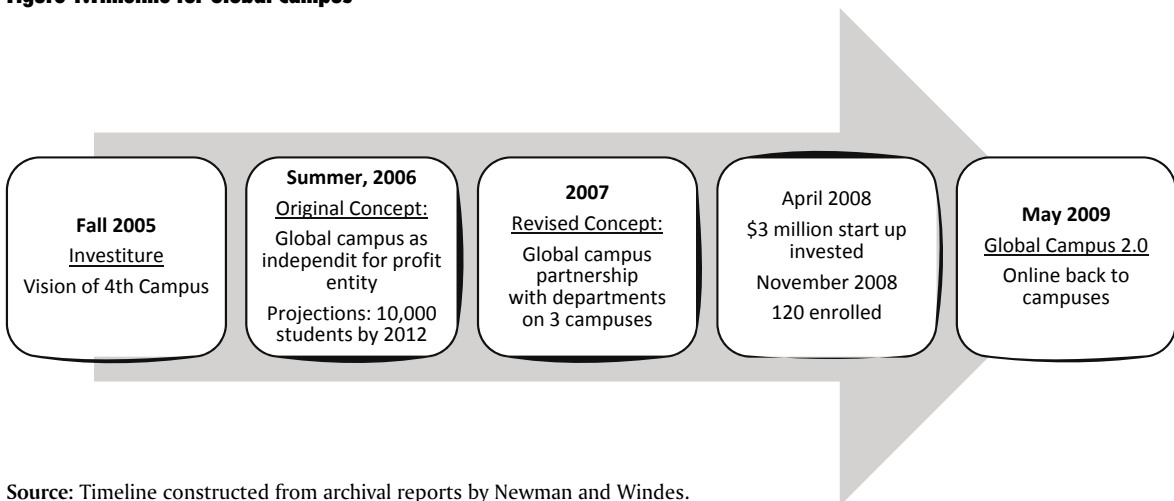 Figure 1.Timeline for Global Campus
Fall 2005
Investiture
Vision of 4th Campus
Summer, 2006
Original Concept:
Global campus as
independit for profit
entity
Projections: 10,000
students by 2012
2007
Revised Concept:
Global campus
partnership
with departments
on 3 campuses
April 2008
$3 million start up
invested
November 2008
120 enrolled
May 2009
Global Campus 2.0
Online back to
campuses
Source: Timeline constructed from archival reports by Newman and Windes.